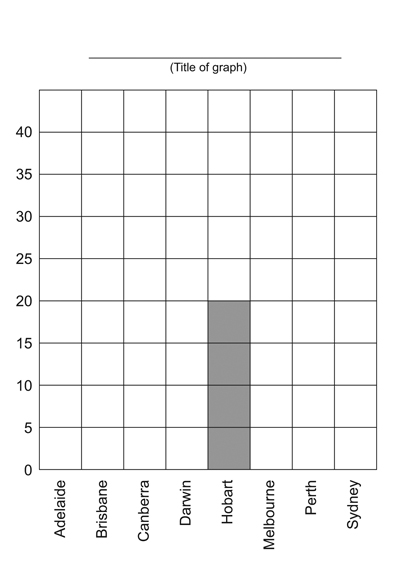 (Title of graph)
40
35
30
25
20
15
10
5
0
Adelaide
Brisbane
Canberra
Darwin
Hobart
Melbourne
Perth
Sydney